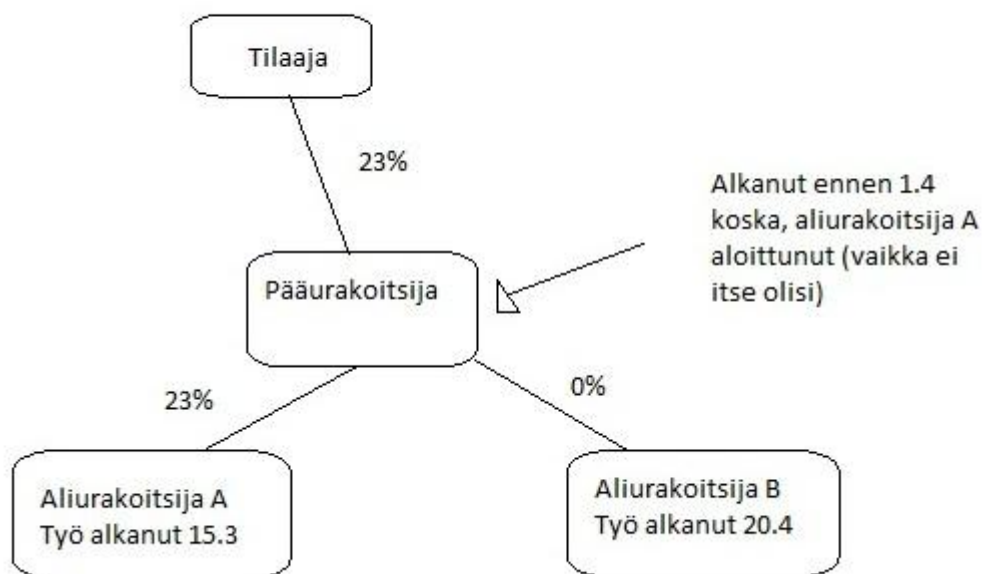 Tilaaja
23%
Alkanut ennen 1.4
koska, aliurakoitsija A
aloittunut (vaikka ei
itse olisi)
Pääurakoitsija
23%
0%
Aliurakoitsija A
Työ alkanut 15.3
Aliurakoitsija B
Työ alkanut 20.4